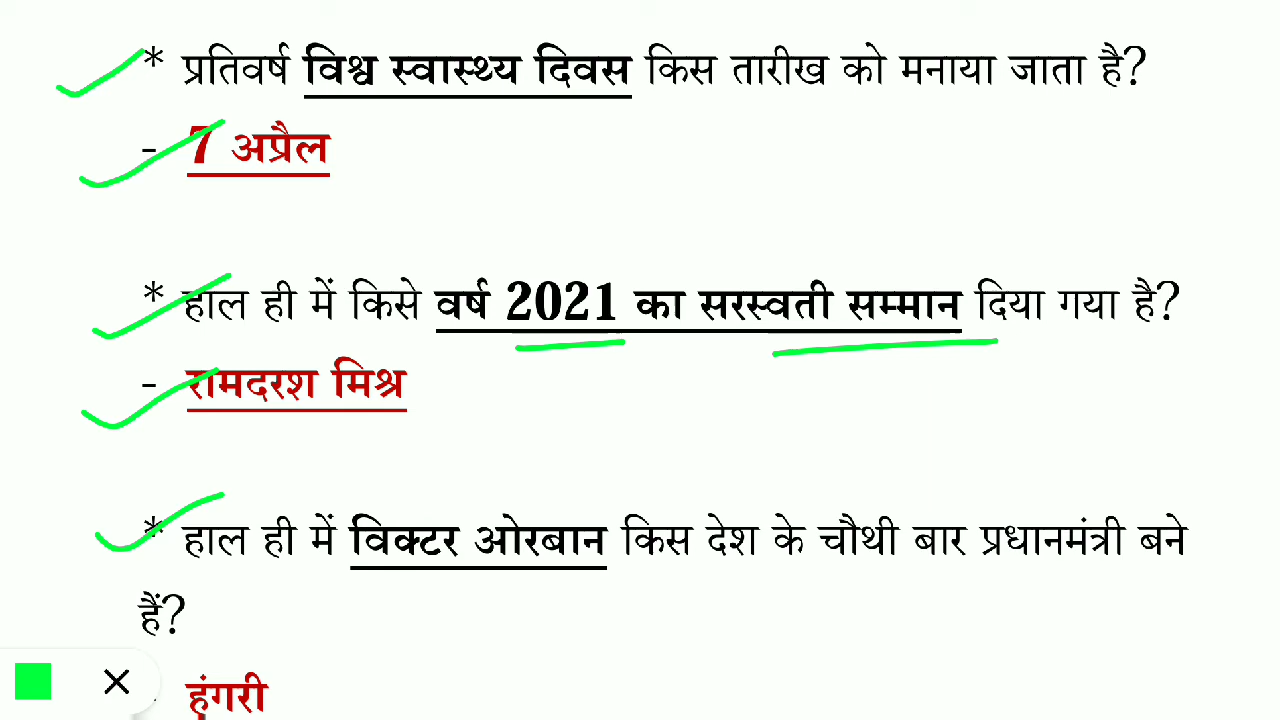 * प्रतिवर्ष विश्व स्वास्थ्य दिवस किस तारीख को मनाया जाता है?
- 7 अप्रैल
* हाल ही में किसे वर्ष 2021 का सरस्वती सम्मान दिया गया है?
- रामदरश मिश्र
* हाल ही में विक्टर ओरबान किस देश के चौथी बार प्रधानमंत्री बने
हैं?
हंगरी